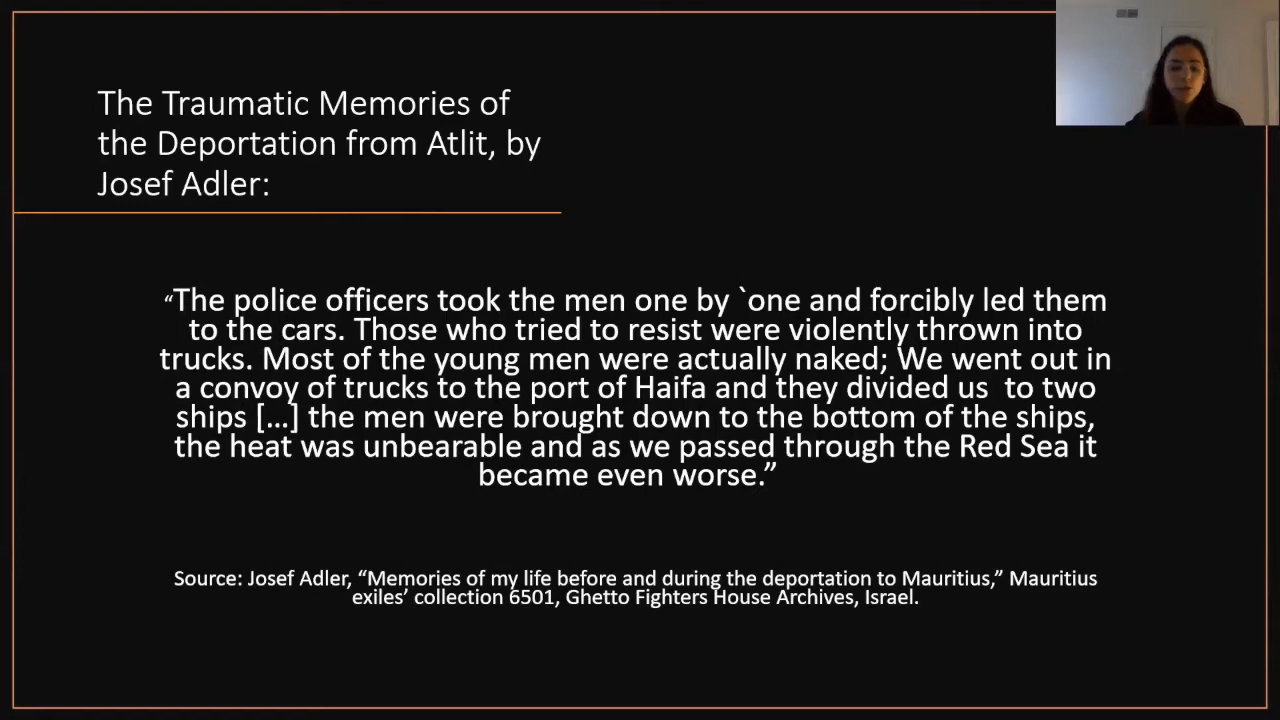 The Traumatic Memories of
the Deportation from Atlit, by
Josef Adler:
“The police officers took the men one by `one and forcibly led them
to the cars. Those who tried to resist were violently thrown into
trucks. Most of the young men were actually naked; We went out in
a convoy of trucks to the port of Haifa and they divided us  to two
ships […] the men were brought down to the bottom of the ships,
the heat was unbearable and as we passed through the Red Sea it
became even worse.”
Source: Josef Adler, “Memories of my life before and during the deportation to Mauritius,” Mauritius
exiles’ collection 6501, Ghetto Fighters House Archives, Israel.